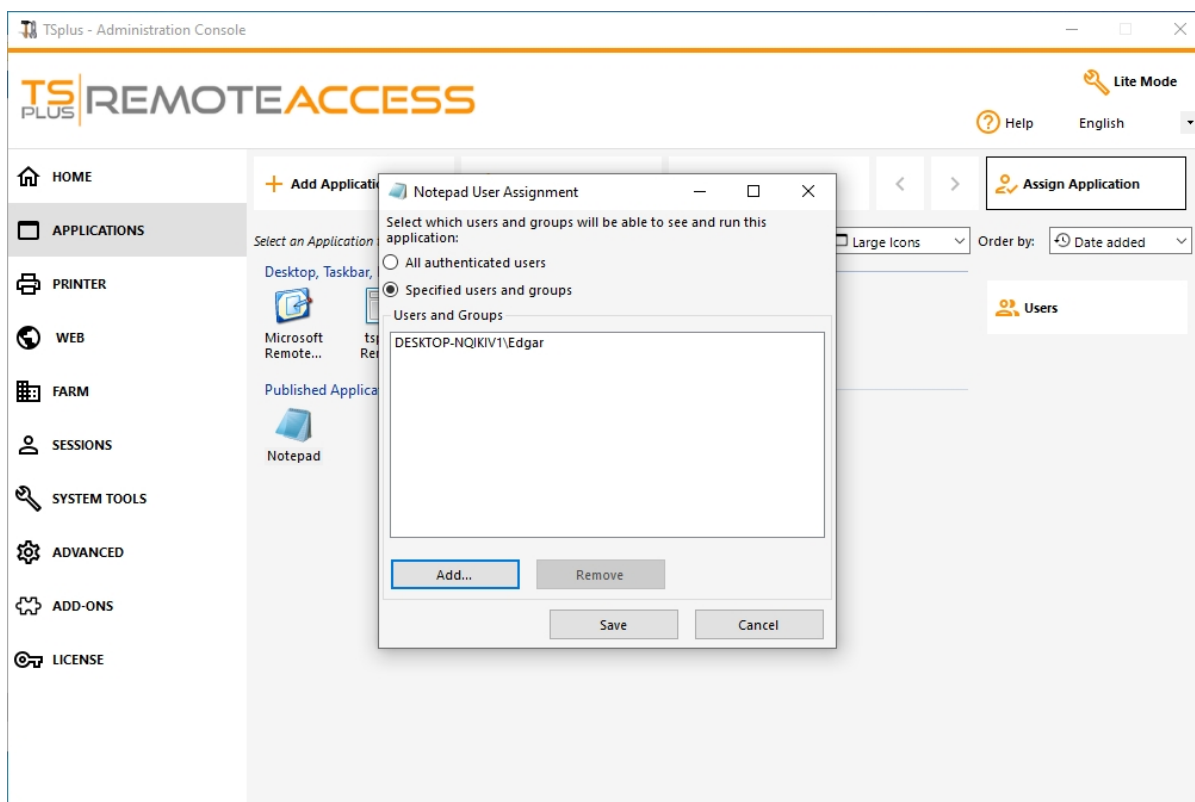 TSplus - Administration Console
TS PLUS REMOTEACCESS
Lite Mode
Help
English
HOME
APPLICATIONS
PRINTER
WEB
FARM
SESSIONS
SYSTEM TOOLS
ADVANCED
ADD-ONS
LICENSE
Add Applicati
Assign Application
Select an Application
Large Icons
Order by:
Date added
Desktop, Taskbar,
Microsoft
Remote...
Users
Published Applica
Notepad
Notepad User Assignment
Select which users and groups will be able to see and run this
application:
All authenticated users
Specified users and groups
Users and Groups
DESKTOP-NQIKIV1\Edgar
Add...
Remove
Save
Cancel